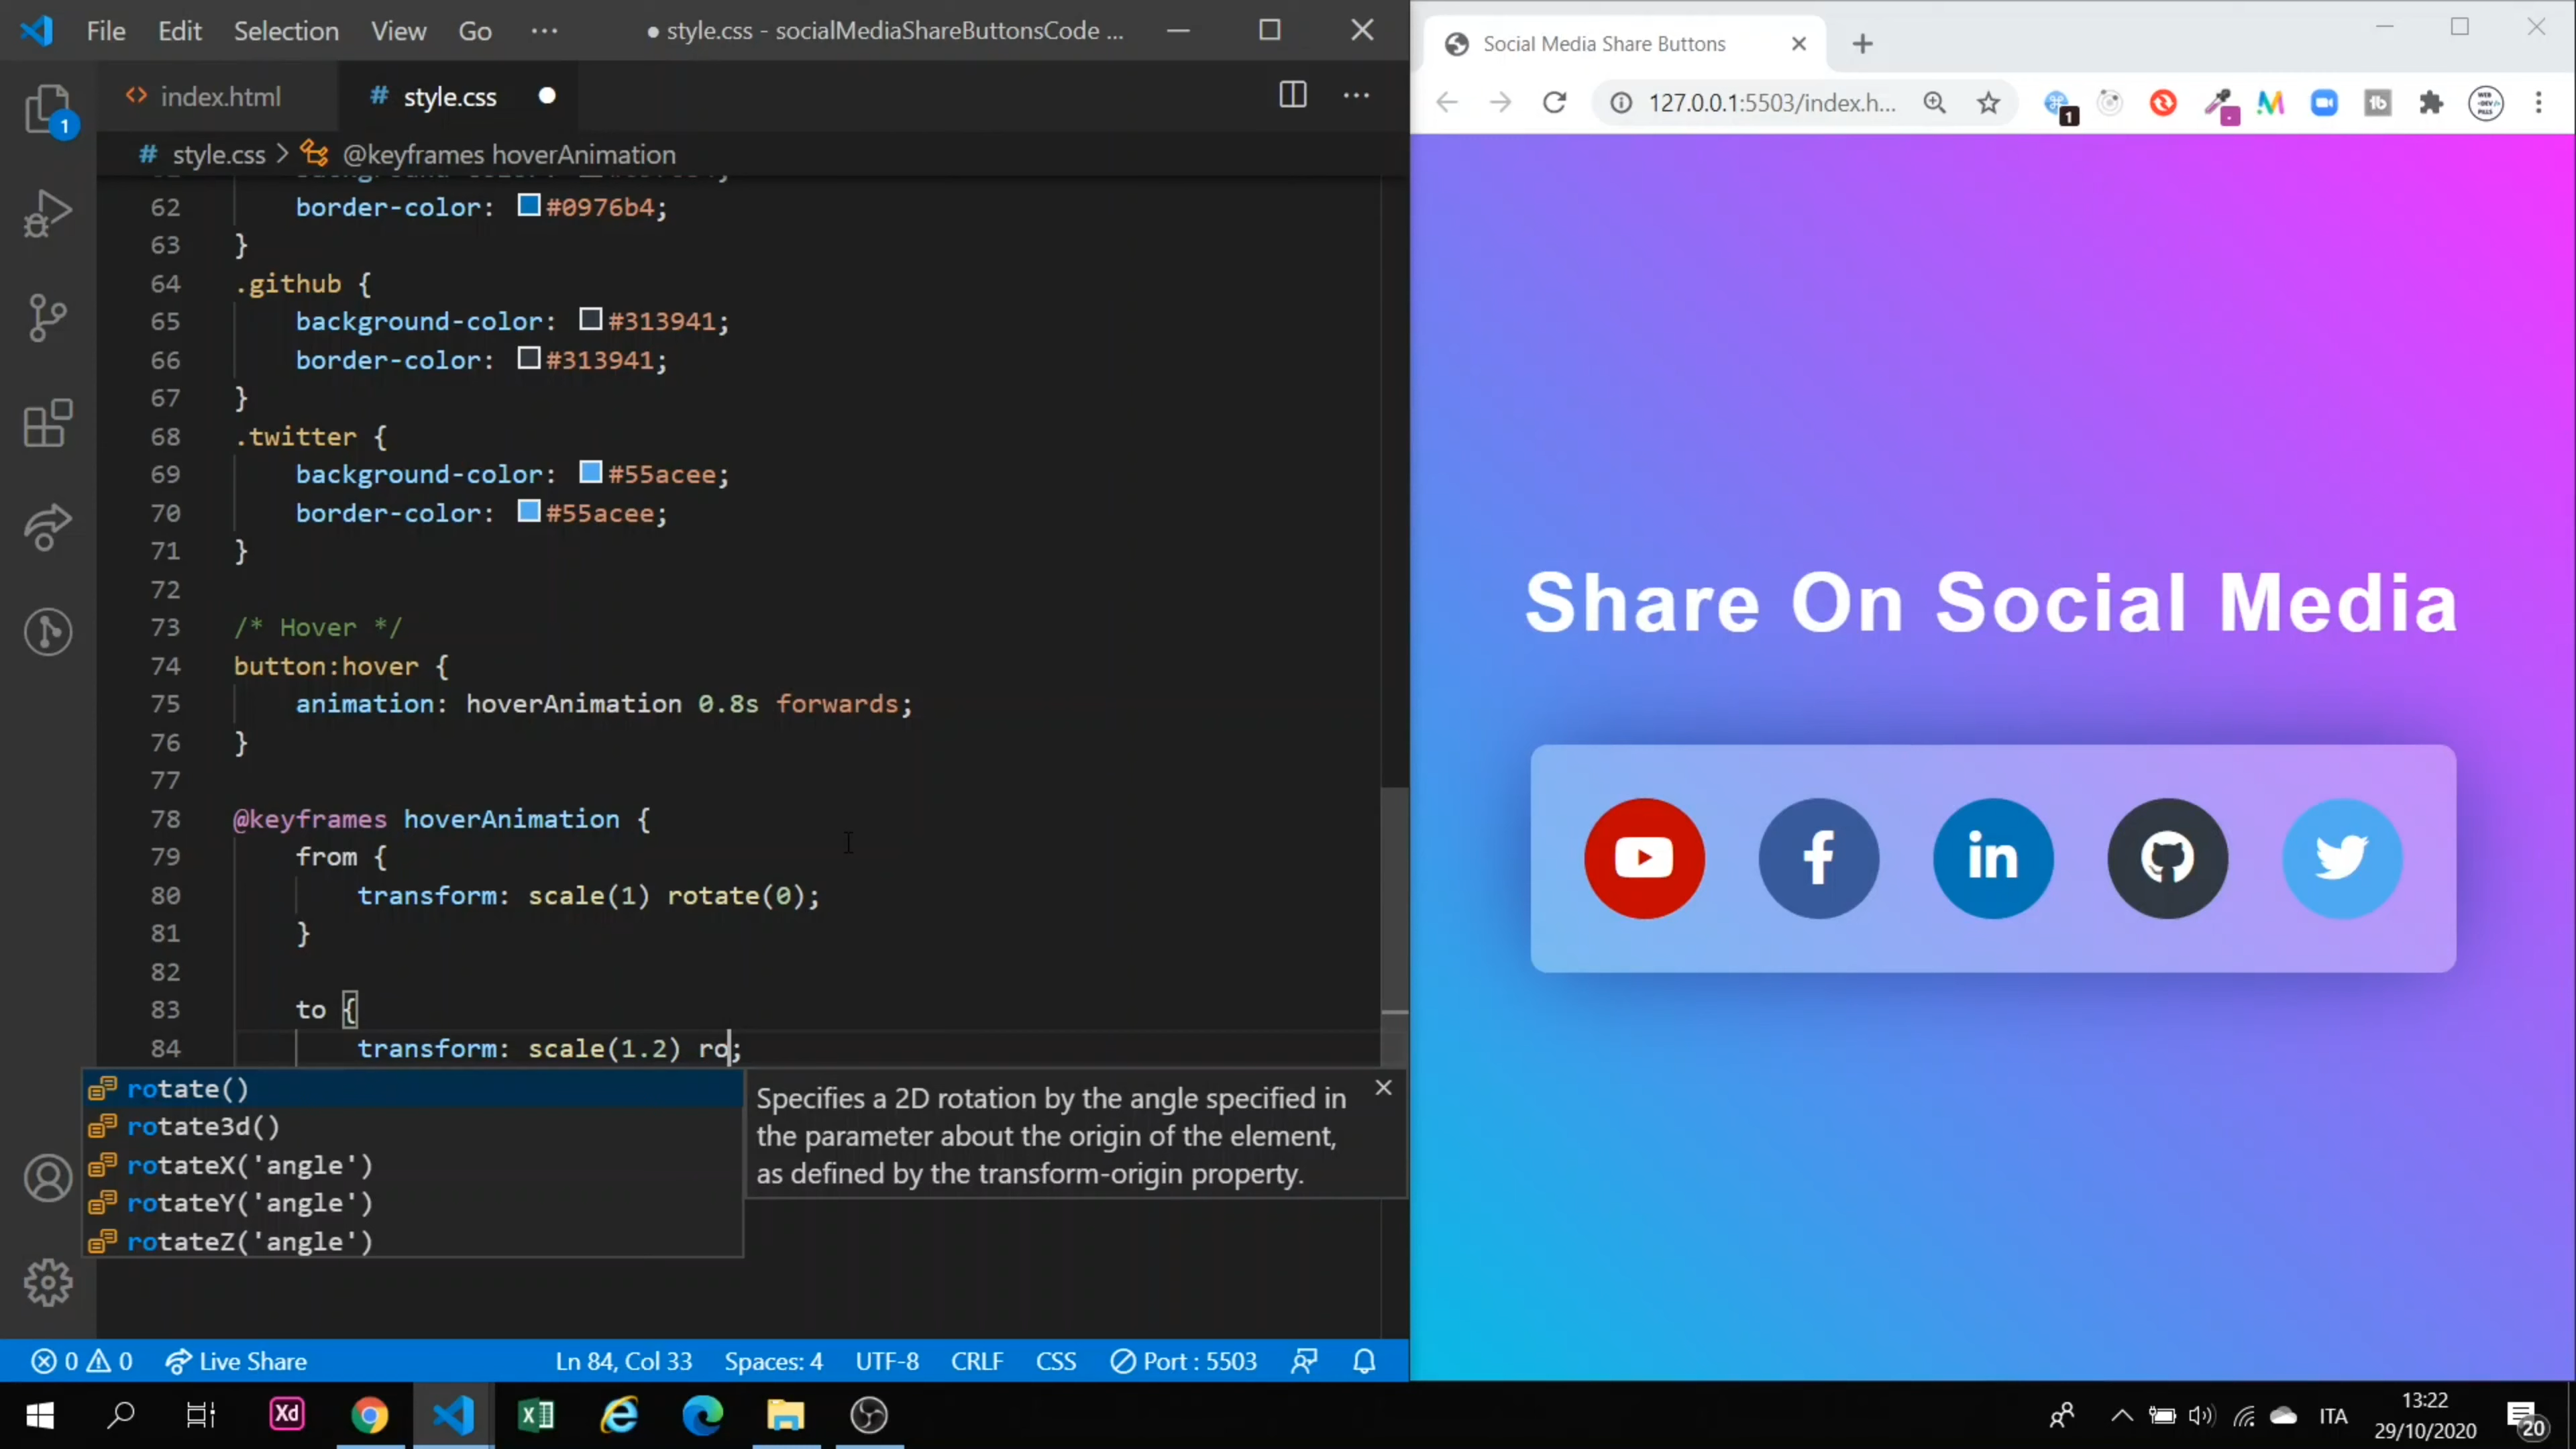 File Edit Selection View Go ··· ● style.css - socialMediaShareButtonsCode ...
index.html
# style.css
1
# style.css > @keyframes hoverAnimation
62 border-color: #0976b4;
63 }
64 .github {
65 background-color: #313941;
66 border-color: #313941;
67 }
68 .twitter {
69 background-color: #55acee;
70 border-color: #55acee;
71 }
72
73 /* Hover */
74 button:hover {
75 animation: hoverAnimation 0.8s forwards;
76 }
77
78 @keyframes hoverAnimation {
79 from {
80 transform: scale(1) rotate(0);
81 }
82
83 to {
84 transform: scale(1.2) ro;
rotate()
rotate3d()
rotateX('angle')
rotateY('angle')
rotateZ('angle')
Specifies a 2D rotation by the angle specified in
the parameter about the origin of the element,
as defined by the transform-origin property.
0 0 Live Share Ln 84, Col 33 Spaces: 4 UTF-8 CRLF CSS Port : 5503
Social Media Share Buttons
127.0.0.1:5503/index.h...
1
Share On Social Media
in
Xd
ITA
13:22
29/10/2020
20